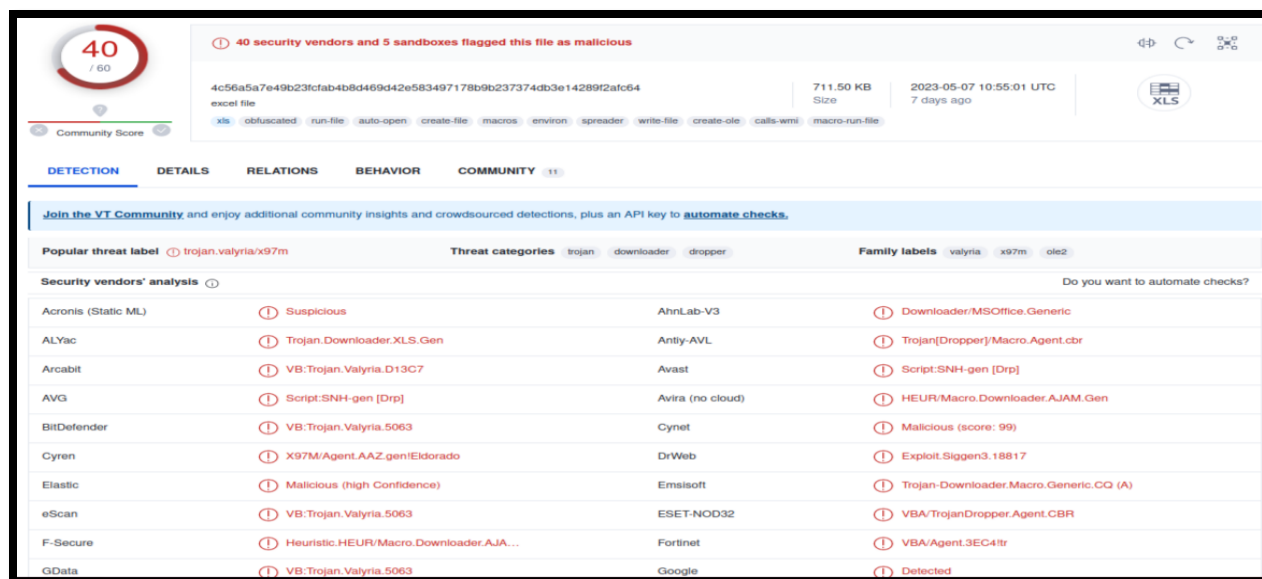 40
/ 60
Community Score
40 security vendors and 5 sandboxes flagged this file as malicious
4c56a5a7e49b23fcfab4b8d469d42e583497178b9b237374db3e14289f2afc64
excel file
711.50 KB
Size
2023-05-07 10:55:01 UTC
7 days ago
XLS
xls obfuscated run-file auto-open create-file macros environ spreader write-file create-ole calls-wmi macro-run-file
DETECTION DETAILS RELATIONS BEHAVIOR COMMUNITY 11
Join the VT Community and enjoy additional community insights and crowdsourced detections, plus an API key to automate checks.
Popular threat label trojan.valyria/x97m Threat categories trojan downloader dropper Family labels valyria x97m ole2
Security vendors' analysis Do you want to automate checks?
Acronis (Static ML) Suspicious AhnLab-V3 Downloader/MSOffice.Generic
ALYac Trojan.Downloader.XLS.Gen Antiy-AVL Trojan[Dropper]/Macro.Agent.cbr
Arcabit VB:Trojan.Valyria.D13C7 Avast Script:SNH-gen [Drp]
AVG Script:SNH-gen [Drp] Avira (no cloud) HEUR/Macro.Downloader.AJAM.Gen
BitDefender VB:Trojan.Valyria.5063 Cynet Malicious (score: 99)
Cyren X97M/Agent.AAZ.gen!Eldorado DrWeb Exploit.Siggen3.18817
Elastic Malicious (high Confidence) Emsisoft Trojan-Downloader.Macro.Generic.CQ (A)
eScan VB:Trojan.Valyria.5063 ESET-NOD32 VBA/TrojanDropper.Agent.CBR
F-Secure Heuristic.HEUR/Macro.Downloader.AJA... Fortinet VBA/Agent.3EC4!tr
GData VB:Trojan.Valyria.5063 Google Detected